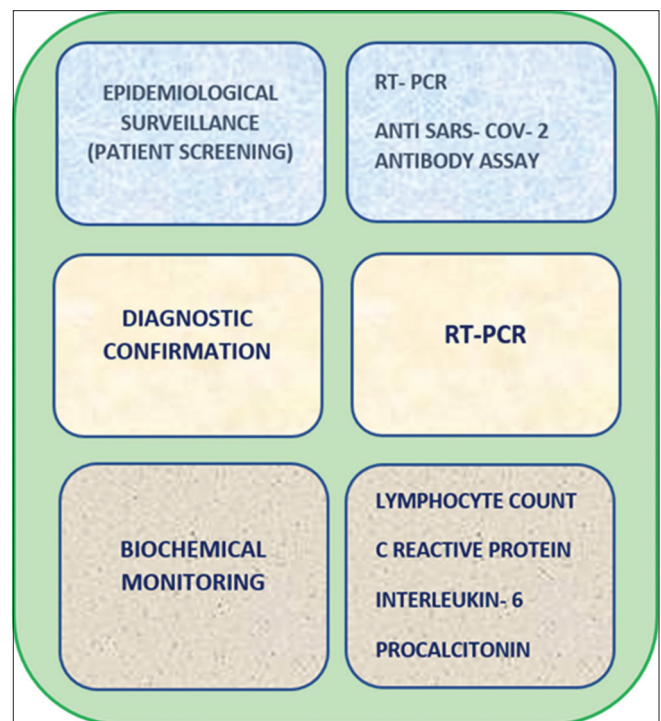 EPIDEMIOLOGICAL
SURVEILLANCE
(PATIENT SCREENING)
RT- PCR
ANTI SARS- COV- 2
ANTIBODY ASSAY
DIAGNOSTIC
CONFIRMATION
RT-PCR
BIOCHEMICAL
MONITORING
LYMPHOCYTE COUNT
C REACTIVE PROTEIN
INTERLEUKIN- 6
PROCALCITONIN